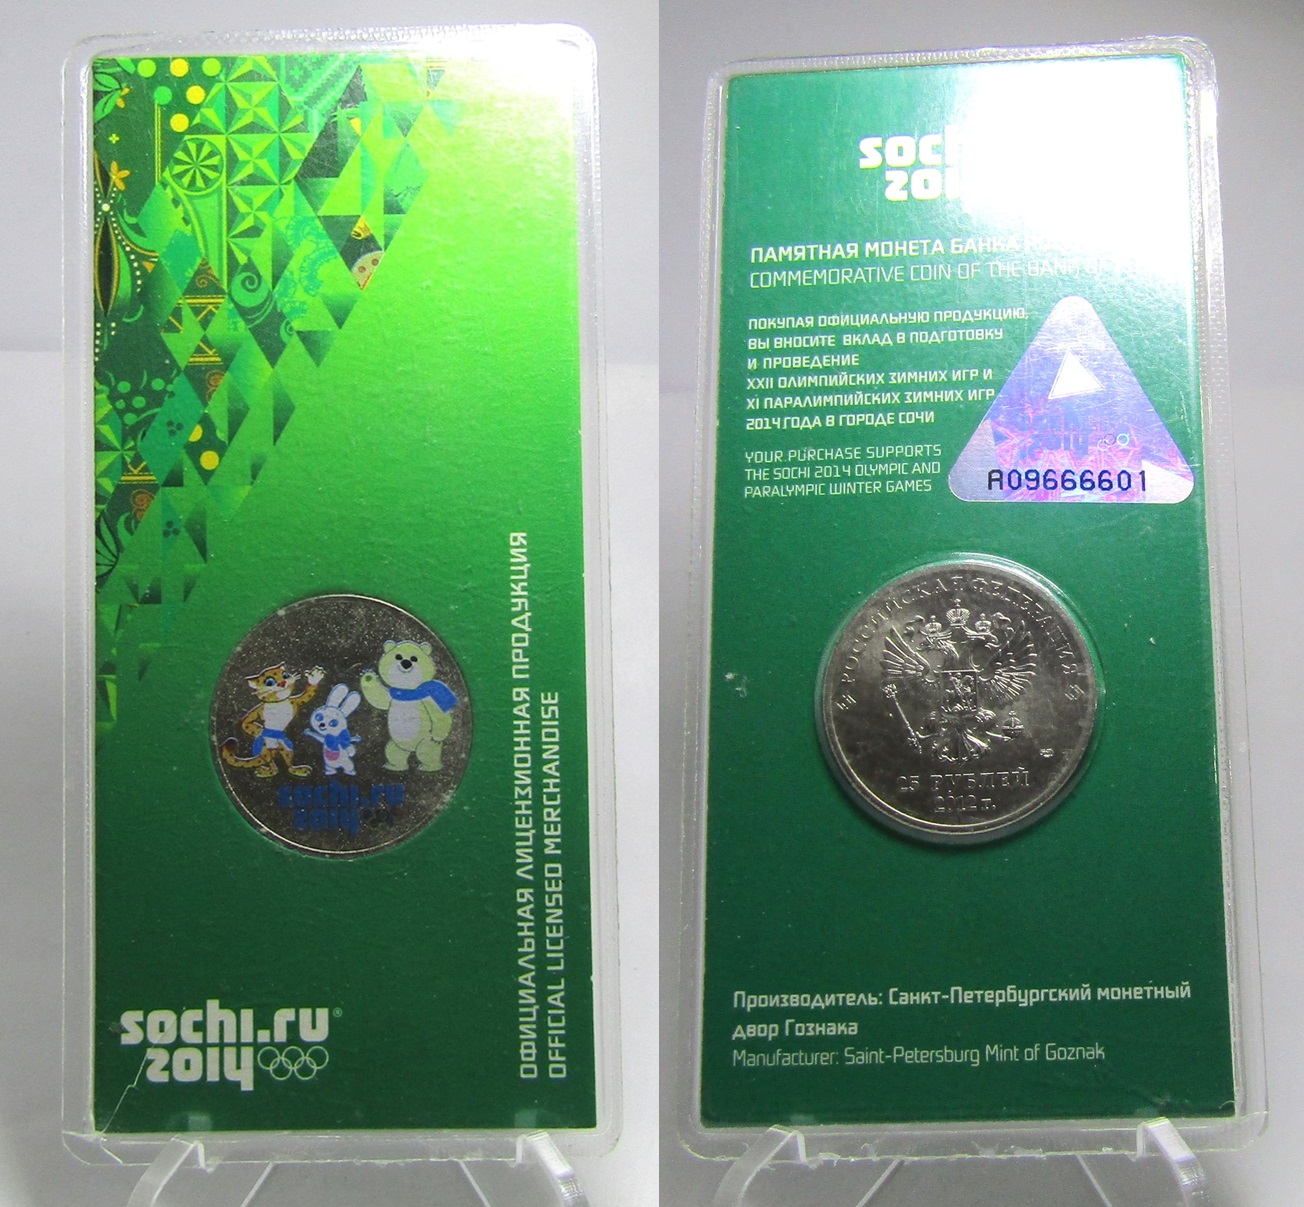 sochi.ru
2014
ОФИЦИАЛЬНАЯ ЛИЦЕНЗИОННАЯ ПРОДУКЦИЯ
OFFICIAL LICENSED MERCHANDISE
sochi.ru®
2014
ПАМЯТНАЯ МОНЕТА БАНКА
COMMEMORATIVE COIN OF THE BANK OF
ПОКУПАЯ ОФИЦИАЛЬНУЮ ПРОДУКЦИЮ,
ВЫ ВНОСИТЕ ВКЛАД В ПОДГОТОВКУ
И ПРОВЕДЕНИЕ
XXII ОЛИМПИЙСКИХ ЗИМНИХ ИГР И
XI ПАРАЛИМПИЙСКИХ ЗИМНИХ ИГР
2014 ГОДА В ГОРОДЕ СОЧИ
YOUR PURCHASE SUPPORTS
THE SOCHI 2014 OLYMPIC AND
PARALYMPIC WINTER GAMES
A09666601
РОССИЙСКАЯ ФЕДЕРАЦИЯ
25 РУБЛЕЙ
2012 г.
Производитель: Санкт-Петербургский монетный
двор Гознака
Manufacturer: Saint-Petersburg Mint of Goznak